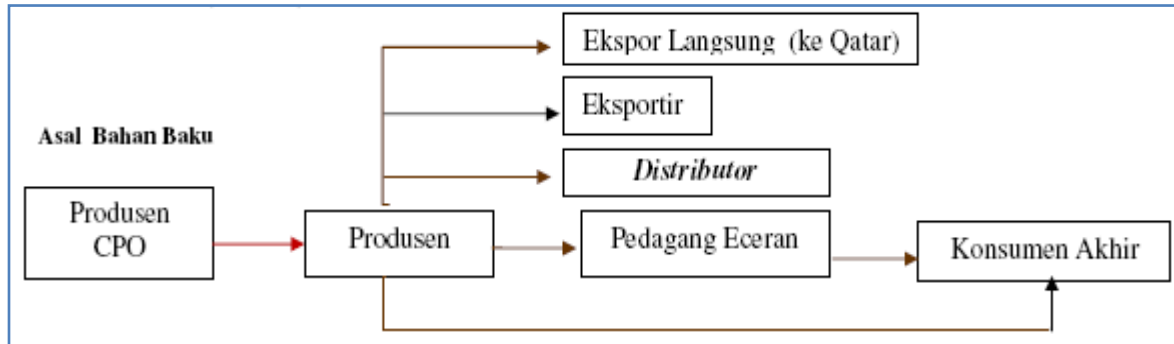 Ekspor Langsung (ke Qatar)
Eksportir
Asal Bahan Baku
Distributor
Produsen
CPO
Produsen
Pedagang Eceran
Konsumen Akhir